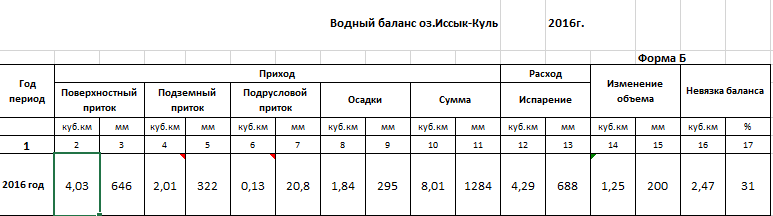 Водный баланс оз.Иссык-Куль 2016г.
Форма Б
Год период Приход Расход Изменение объема Невязка баланса
Поверхностный приток Подземный приток Подрусловой приток Осадки Сумма Испарение
куб.км мм куб.км мм куб.км мм куб.км мм куб.км мм куб.км мм куб.км мм куб.км %
1 2 3 4 5 6 7 8 9 10 11 12 13 14 15 16 17
2016 год 4,03 646 2,01 322 0,13 20,8 1,84 295 8,01 1284 4,29 688 1,25 200 2,47 31